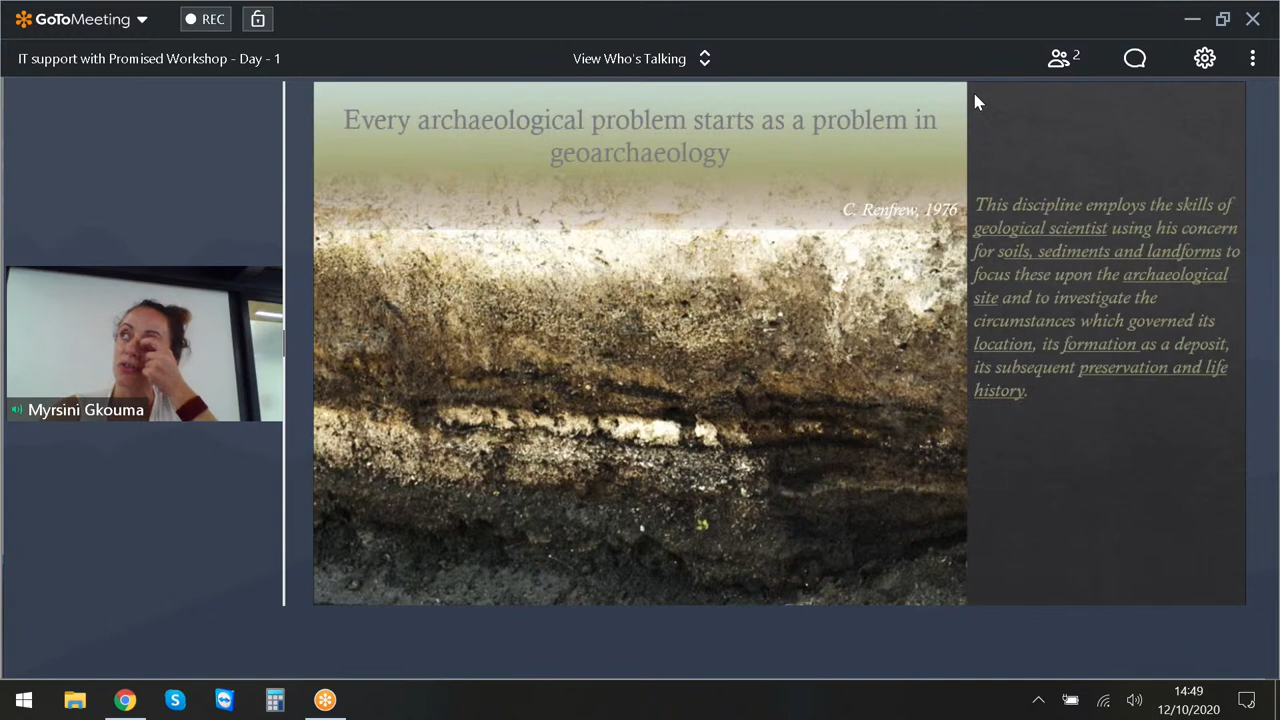 GoToMeeting
REC
IT support with Promised Workshop - Day - 1
View Who's Talking
2
Every archaeological problem starts as a problem in
geoarchaeology
C. Renfrew, 1976
This discipline employs the skills of
geological scientist using his concern
for soils, sediments and landforms to
focus these upon the archaeological
site and to investigate the
circumstances which governed its
location, its formation as a deposit,
its subsequent preservation and life
history.
Myrsini Gkouma
14:49
12/10/2020